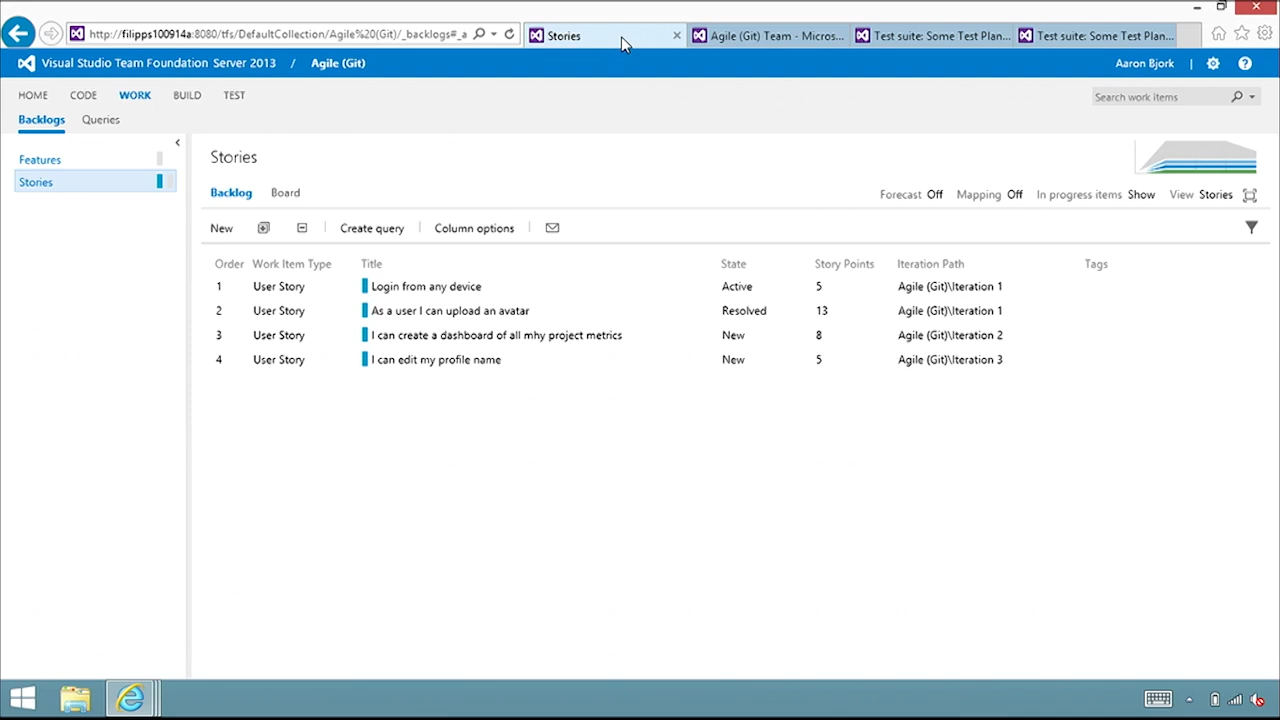 http://filipps100914a:8080/tfs/DefaultCollection/Agile%20(Git)/_backlogs#_a
Stories
Agile (Git) Team - Micros...
Test suite: Some Test Plan...
Test suite: Some Test Plan...
Visual Studio Team Foundation Server 2013 / Agile (Git)
Aaron Bjork
HOME CODE WORK BUILD TEST
Search work items
Backlogs Queries
Features
Stories
Stories
Backlog Board
Forecast Off Mapping Off In progress items Show View Stories
New Create query Column options
Order Work Item Type Title State Story Points Iteration Path Tags
1 User Story Login from any device Active 5 Agile (Git)\Iteration 1
2 User Story As a user I can upload an avatar Resolved 13 Agile (Git)\Iteration 1
3 User Story I can create a dashboard of all mhy project metrics New 8 Agile (Git)\Iteration 2
4 User Story I can edit my profile name New 5 Agile (Git)\Iteration 3